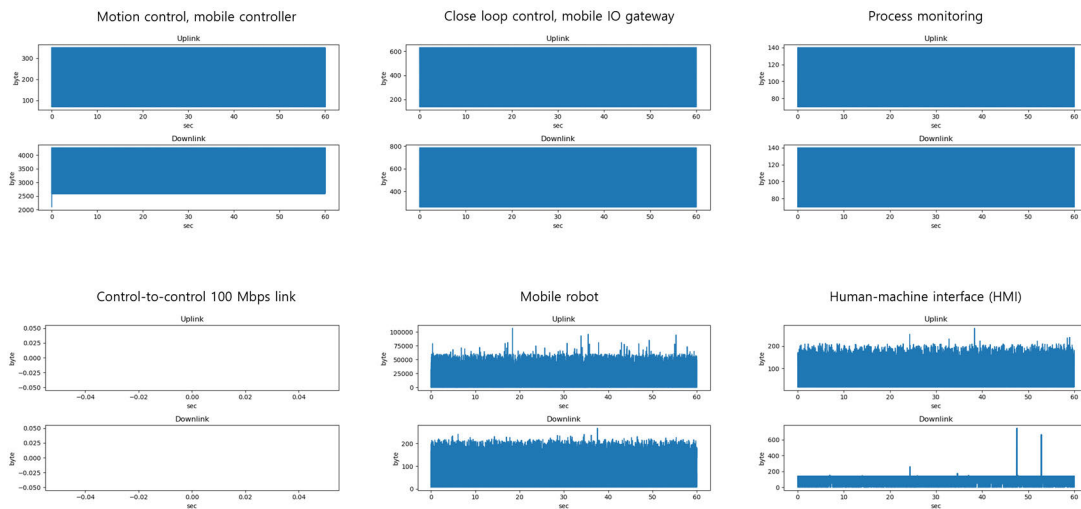 Motion control, mobile controller
Uplink
byte
300
200
100
0 10 20 30 40 50 60
sec
Downlink
byte
4000
3500
3000
2500
2000
0 10 20 30 40 50 60
sec
Close loop control, mobile IO gateway
Uplink
byte
600
400
200
0 10 20 30 40 50 60
sec
Downlink
byte
800
600
400
0 10 20 30 40 50 60
sec
Process monitoring
Uplink
byte
140
120
100
80
0 10 20 30 40 50 60
sec
Downlink
byte
140
120
100
80
0 10 20 30 40 50 60
sec
Control-to-control 100 Mbps link
Uplink
byte
0.050
0.025
0.000
−0.025
−0.050
−0.04 −0.02 0.00 0.02 0.04
sec
Downlink
byte
0.050
0.025
0.000
−0.025
−0.050
−0.04 −0.02 0.00 0.02 0.04
sec
Mobile robot
Uplink
byte
100000
75000
50000
25000
0
0 10 20 30 40 50 60
sec
Downlink
byte
200
100
0
0 10 20 30 40 50 60
sec
Human-machine interface (HMI)
Uplink
byte
200
100
0 10 20 30 40 50 60
sec
Downlink
byte
600
400
200
0
0 10 20 30 40 50 60
sec